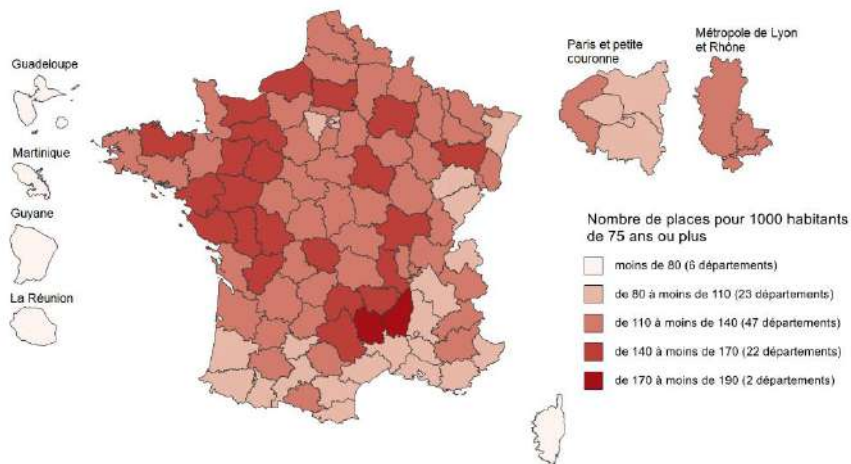 Guadeloupe
Martinique
Guyane
La Réunion
Paris et petite
couronne
Métropole de Lyon
et Rhône
Nombre de places pour 1000 habitants
de 75 ans ou plus
moins de 80 (6 départements)
de 80 à moins de 110 (23 départements)
de 110 à moins de 140 (47 départements)
de 140 à moins de 170 (22 départements)
de 170 à moins de 190 (2 départements)